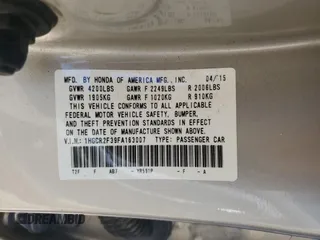 MFD. BY HONDA OF AMERICA MFG., INC. 04/15
GVWR 4200LBS GAWR F 2249LBS R 2006LBS
GVWR 1905KG GAWR F 1020KG R 910KG
THIS VEHICLE CONFORMS TO ALL APPLICABLE
FEDERAL MOTOR VEHICLE SAFETY, BUMPER,
AND THEFT PREVENTION STANDARDS IN EFFECT
ON THE DATE OF MANUFACTURE SHOWN ABOVE.
V.I.N.: 1HGCR2F39FA163007 TYPE: PASSENGER CAR
F - A
DREAM BID